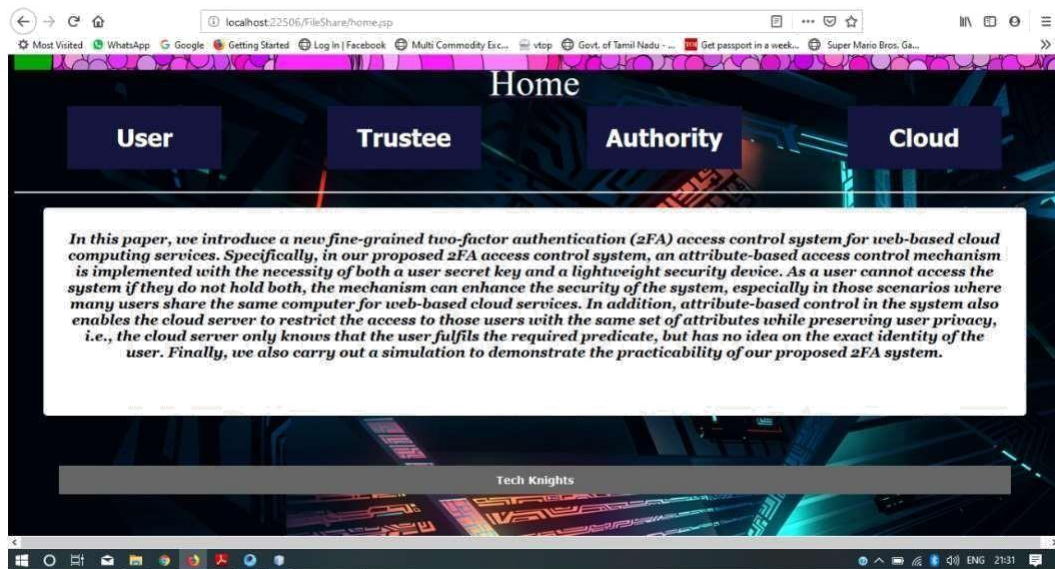 localhost:22506/FileShare/home.jsp
Most Visited WhatsApp Google Getting Started Log In | Facebook Multi Commodity Exc... vtop Govt. of Tamil Nadu - ... Get passport in a week... Super Mario Bros. Ga...
Home
User Trustee Authority Cloud
In this paper, we introduce a new fine-grained two-factor authentication (2FA) access control system for web-based cloud
computing services. Specifically, in our proposed 2FA access control system, an attribute-based access control mechanism
is implemented with the necessity of both a user secret key and a lightweight security device. As a user cannot access the
system if they do not hold both, the mechanism can enhance the security of the system, especially in those scenarios where
many users share the same computer for web-based cloud services. In addition, attribute-based control in the system also
enables the cloud server to restrict the access to those users with the same set of attributes while preserving user privacy,
i.e., the cloud server only knows that the user fulfils the required predicate, but has no idea on the exact identity of the
user. Finally, we also carry out a simulation to demonstrate the practicability of our proposed 2FA system.
Tech Knights
ENG 21:31